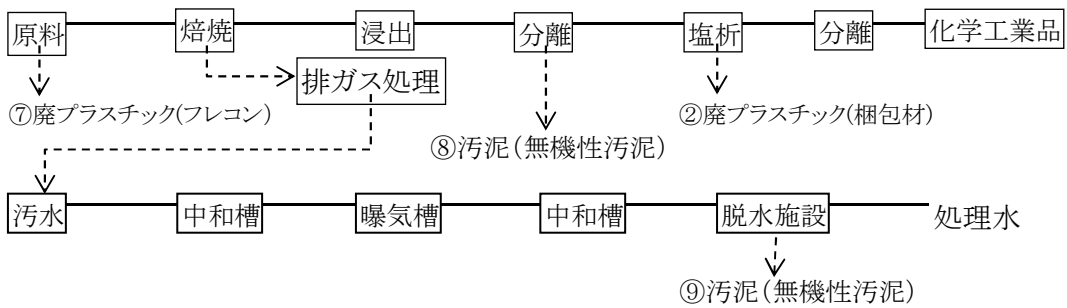 原料 焙焼 浸出 分離 塩析 分離 化学工業品
排ガス処理
⑦廃プラスチック(フレコン) ②廃プラスチック(梱包材)
⑧汚泥(無機性汚泥)
汚水 中和槽 曝気槽 中和槽 脱水施設 処理水
⑨汚泥(無機性汚泥)